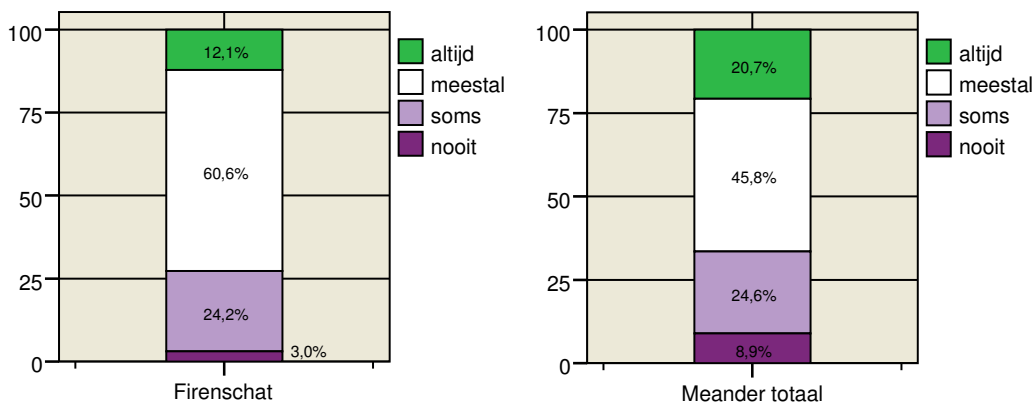 100
75
50
25
0
12,1%
60,6%
24,2%
3,0%
Firenschat
altijd
meestal
soms
nooit
100
75
50
25
0
20,7%
45,8%
24,6%
8,9%
Meander totaal
altijd
meestal
soms
nooit